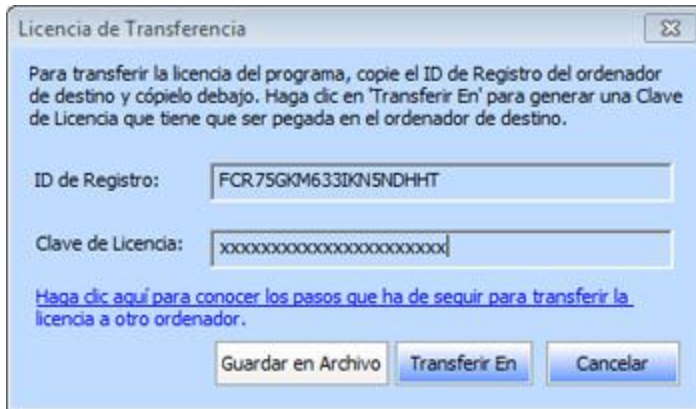 Licencia de Transferencia
Para transferir la licencia del programa, copie el ID de Registro del ordenador
de destino y cópielo debajo. Haga clic en 'Transferir En' para generar una Clave
de Licencia que tiene que ser pegada en el ordenador de destino.
ID de Registro: FCR75GKM633IKN5NDHHT
Clave de Licencia: xxxxxxxxxxxxxxxxxxxxxxx
Haga clic aquí para conocer los pasos que ha de seguir para transferir la
licencia a otro ordenador.
Guardar en Archivo Transferir En Cancelar